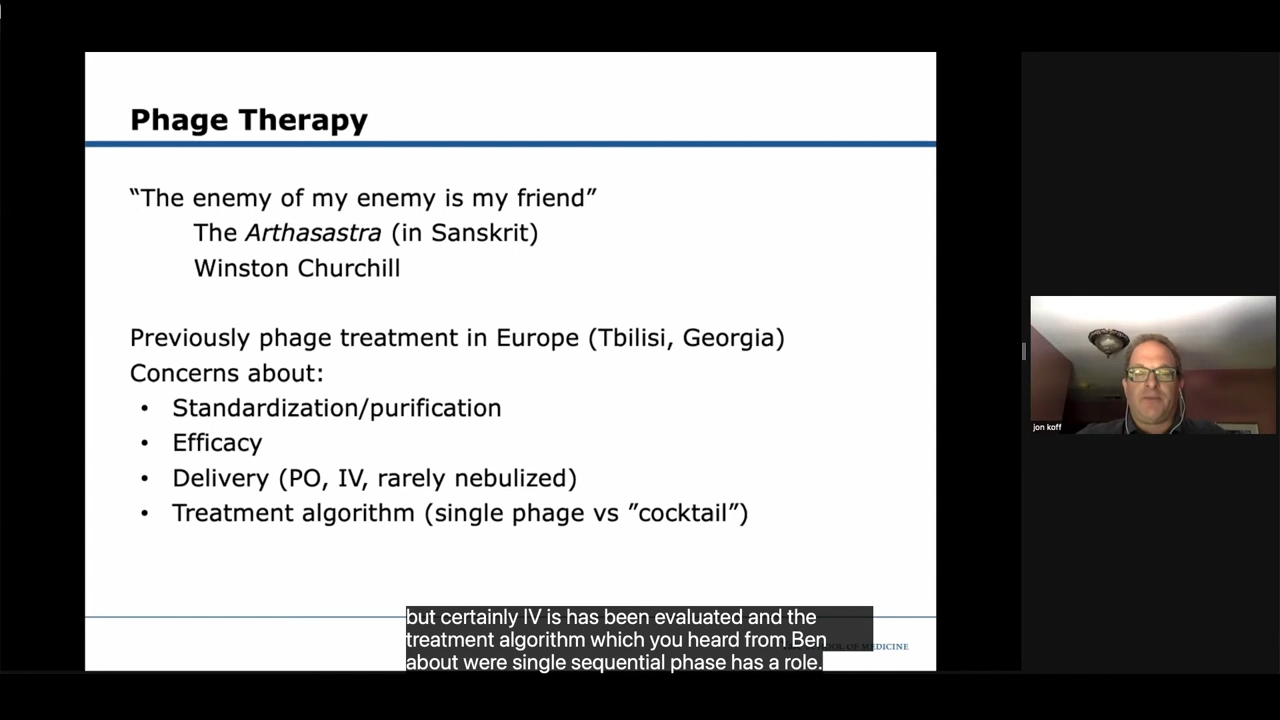 Phage Therapy
“The enemy of my enemy is my friend”
The Arthasastra (in Sanskrit)
Winston Churchill
Previously phage treatment in Europe (Tbilisi, Georgia)
Concerns about:
• Standardization/purification
• Efficacy
• Delivery (PO, IV, rarely nebulized)
• Treatment algorithm (single phage vs ”cocktail”)
but certainly IV is has been evaluated and the
treatment algorithm which you heard from Ben
about were single sequential phase has a role.
OF MEDICINE
jon koff